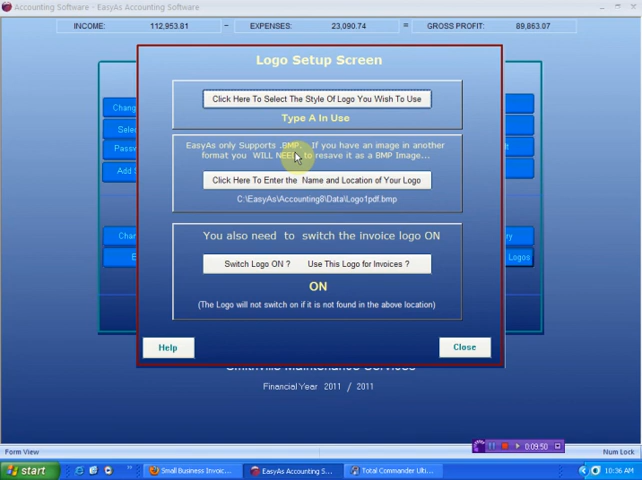 Accounting Software - EasyAs Accounting Software
INCOME: 112,953.81 - EXPENSES: 23,090.74 = GROSS PROFIT: 89,863.07
Logo Setup Screen
Click Here To Select The Style Of Logo You Wish To Use
Type A In Use
EasyAs only Supports .BMP. If you have an image in another
format you WILL NEED to resave it as a BMP Image...
Click Here To Enter the Name and Location of Your Logo
C:\EasyAs\Accounting8\Data\Logo1pdf.bmp
You also need to switch the invoice logo ON
Switch Logo ON ? Use This Logo for Invoices ?
ON
(The Logo will not switch on if it is not found in the above location)
Help
Close
Logos
Smithville Maintenance Services
Financial Year 2011 / 2011
0:09:50
Form View
Num Lock
start
Small Business Invoic...
EasyAs Accounting S...
Total Commander Ulti...
10:36 AM